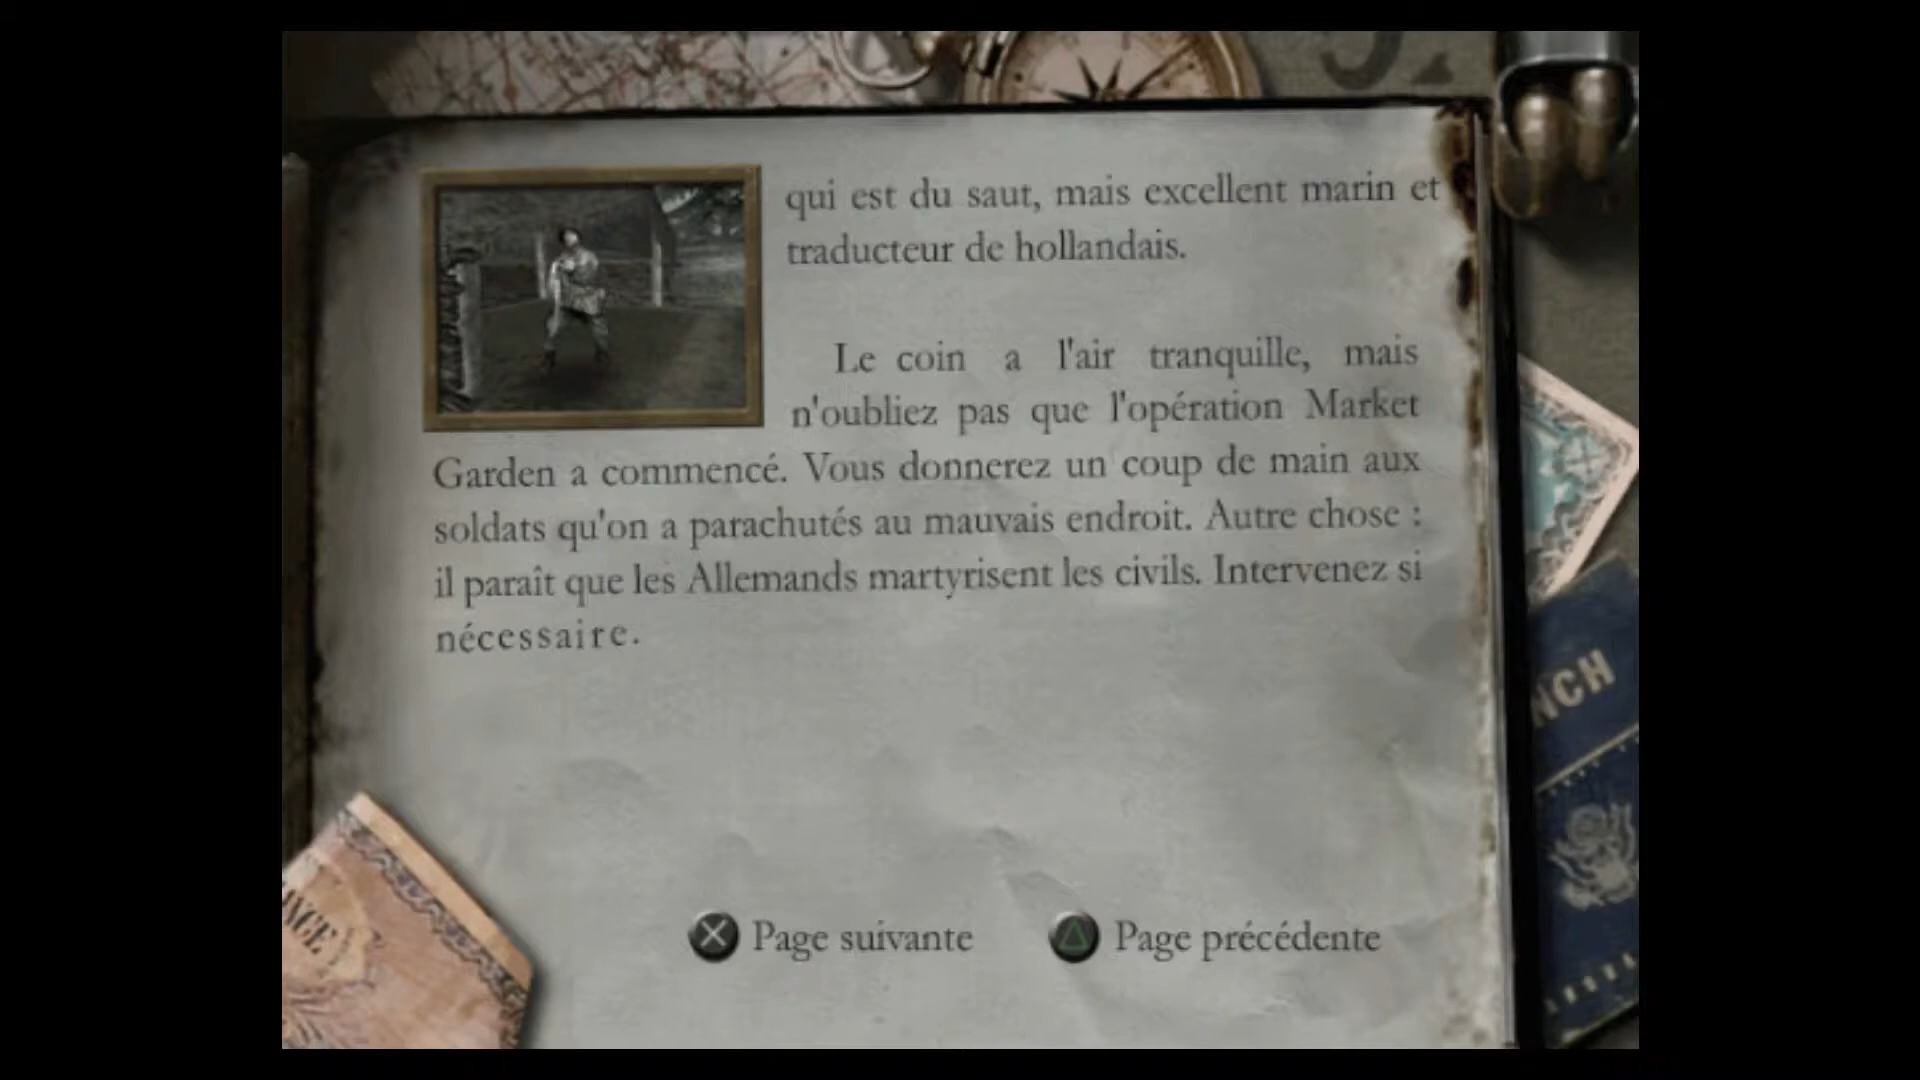 qui est du saut, mais excellent marin et
traducteur de hollandais.
Le coin a l'air tranquille, mais
n'oubliez pas que l'opération Market
Garden a commencé. Vous donnerez un coup de main aux
soldats qu'on a parachutés au mauvais endroit. Autre chose :
il paraît que les Allemands martyrisent les civils. Intervenez si
nécessaire.
NCH
Page suivante
Page précédente